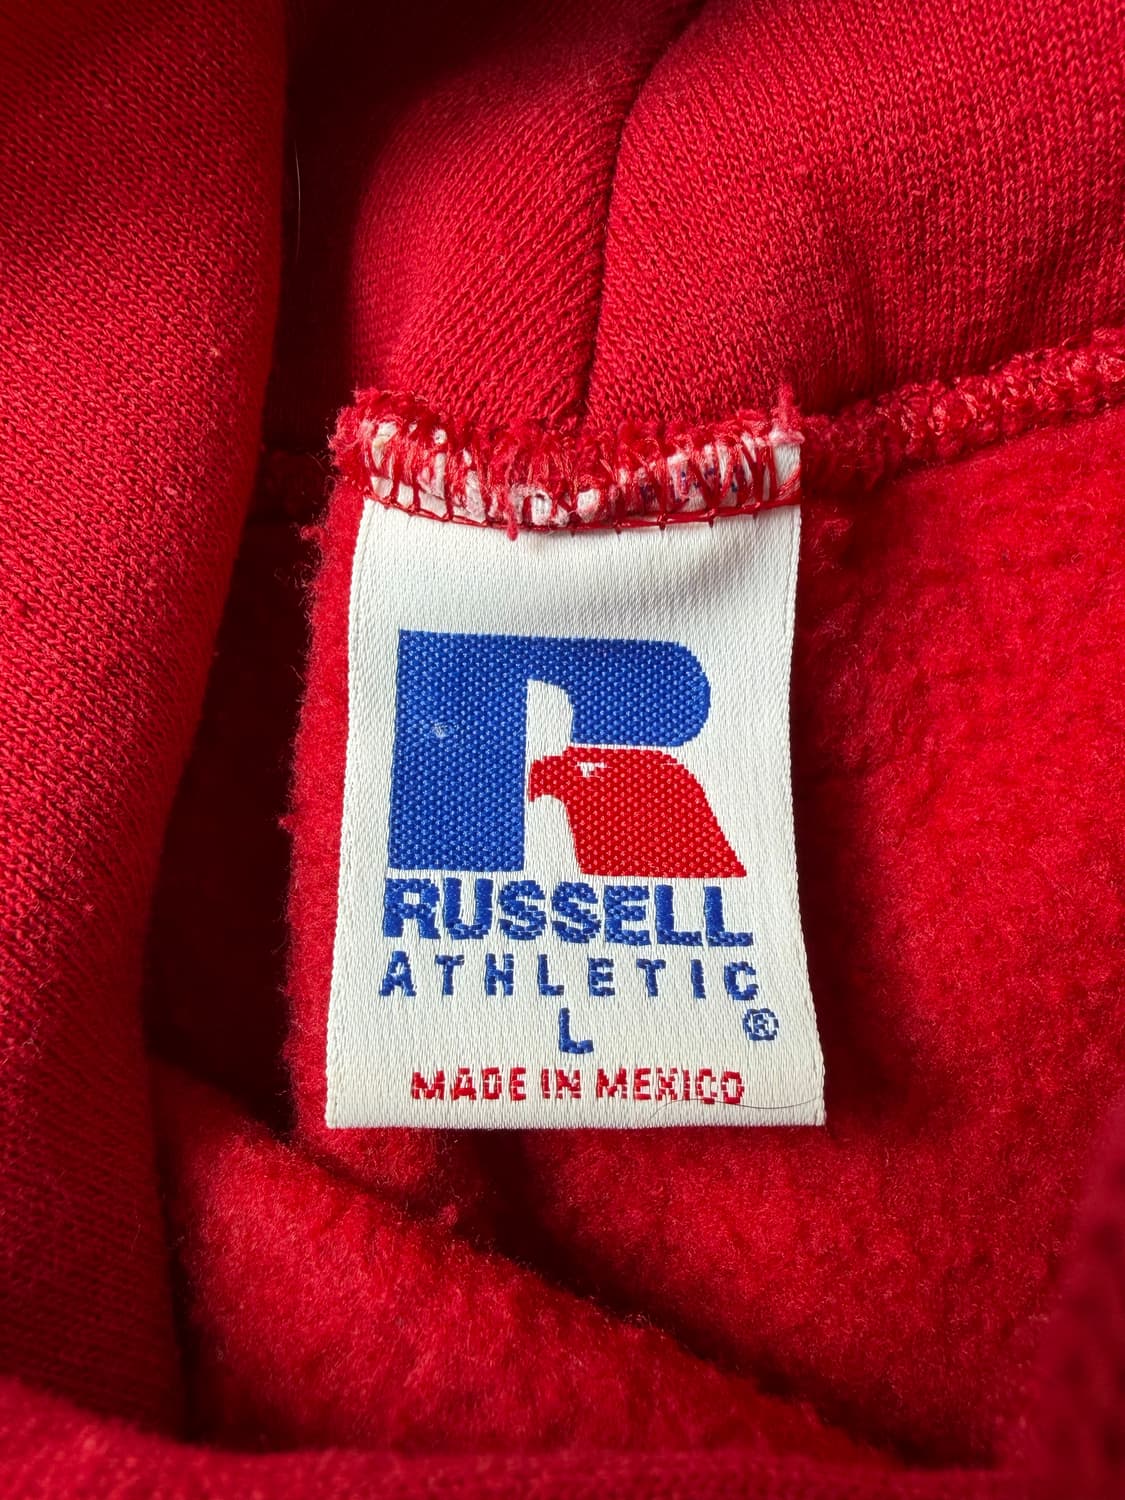 R
RUSSELL
ATHLETIC
L ®
MADE IN MEXICO